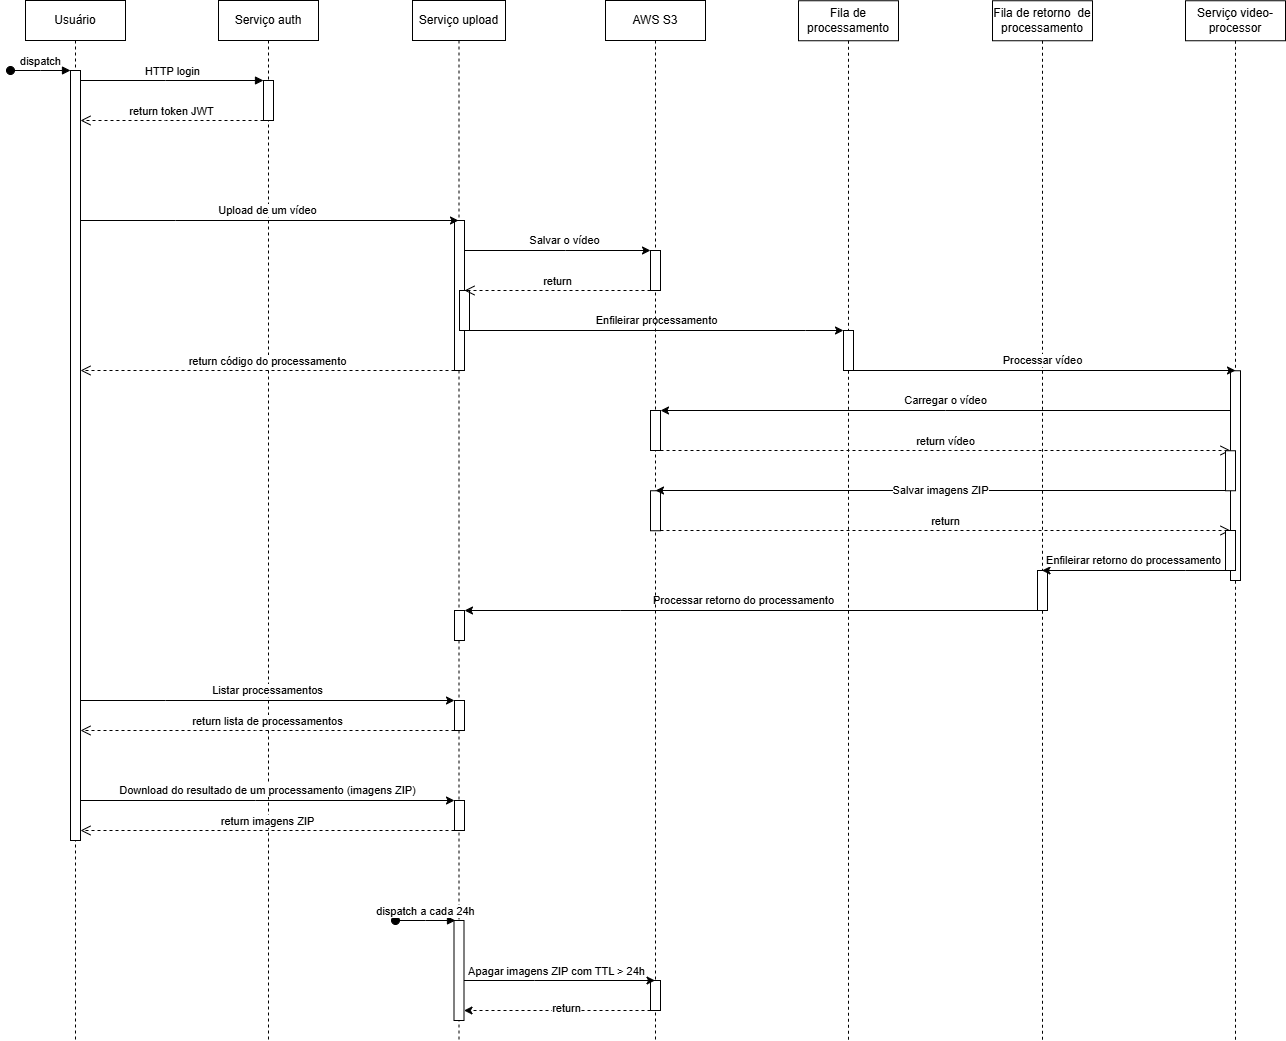 Usuário
Serviço auth
Serviço upload
AWS S3
Fila de
processamento
Fila de retorno de
processamento
Serviço video-
processor
dispatch
HTTP login
return token JWT
Upload de um vídeo
Salvar o vídeo
return
Enfileirar processamento
return código do processamento
Processar vídeo
Carregar o vídeo
return vídeo
Salvar imagens ZIP
return
Enfileirar retorno do processamento
Processar retorno do processamento
Listar processamentos
return lista de processamentos
Download do resultado de um processamento (imagens ZIP)
return imagens ZIP
dispatch a cada 24h
Apagar imagens ZIP com TTL > 24h
return